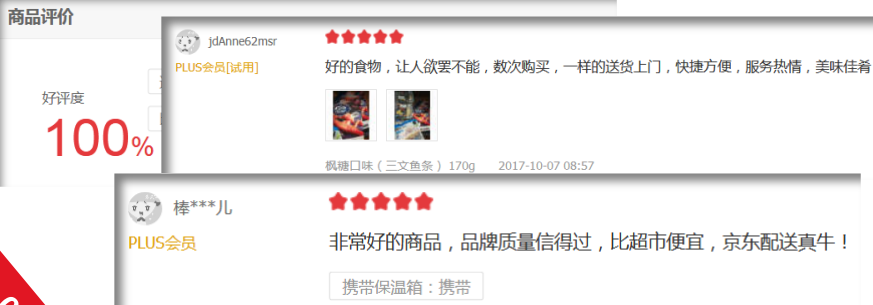 商品评价
jdAnne62msr
PLUS会员[试用]
好的食物，让人欲罢不能，数次购买，一样的送货上门，快捷方便，服务热情，美味佳肴
好评度
100%
枫糖口味（三文鱼条）170g 2017-10-07 08:57
棒***儿
PLUS会员
非常好的商品，品牌质量信得过，比超市便宜，京东配送真牛！
携带保温箱：携带